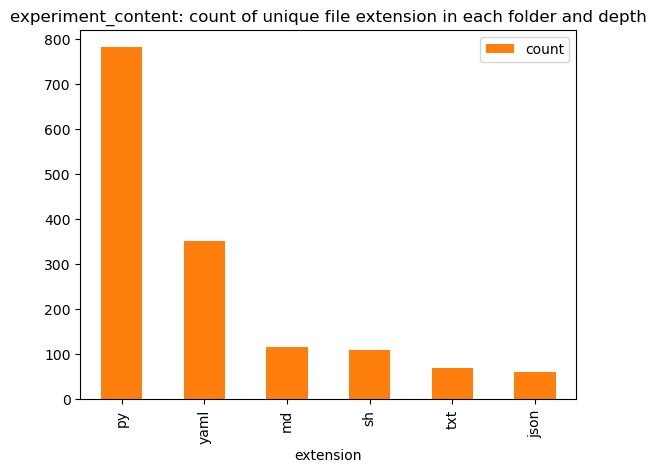 experiment_content: count of unique file extension in each folder and depth
800
700
600
500
400
300
200
100
0
count
py
yaml
md
sh
txt
json
extension